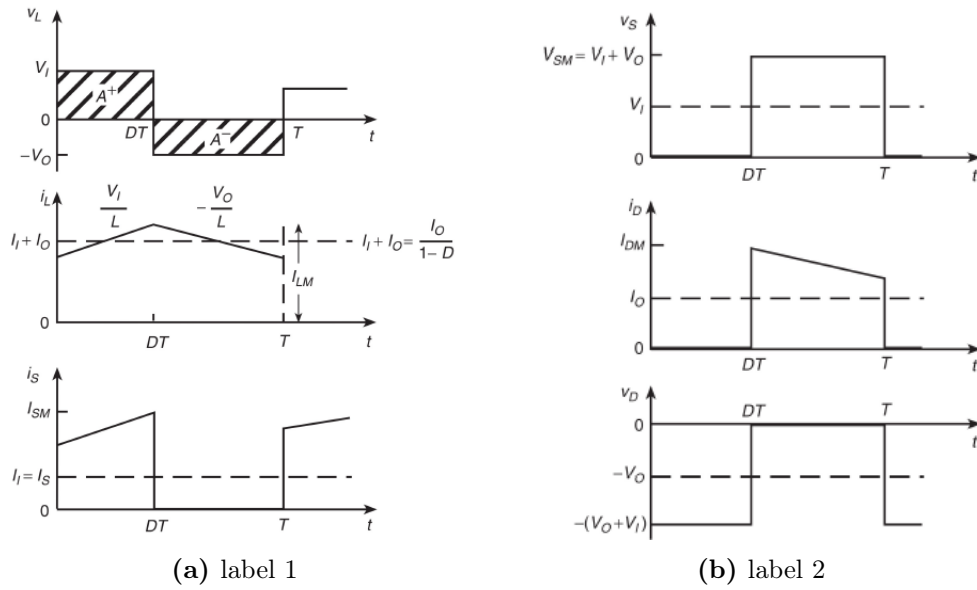 v_L
V_I
A⁺
0
DT
A⁻
T
t
−V_O
i_L
V_I/L
−V_O/L
I_I + I_O
I_I + I_O = I_O/(1− D)
I_LM
0
DT
T
t
i_S
I_SM
I_I = I_S
0
DT
T
t
(a) label 1
v_S
V_SM = V_I + V_O
V_I
0
DT
T
t
i_D
I_DM
I_O
0
DT
T
t
v_D
DT
T
0
t
−V_O
−(V_O+V_I)
(b) label 2